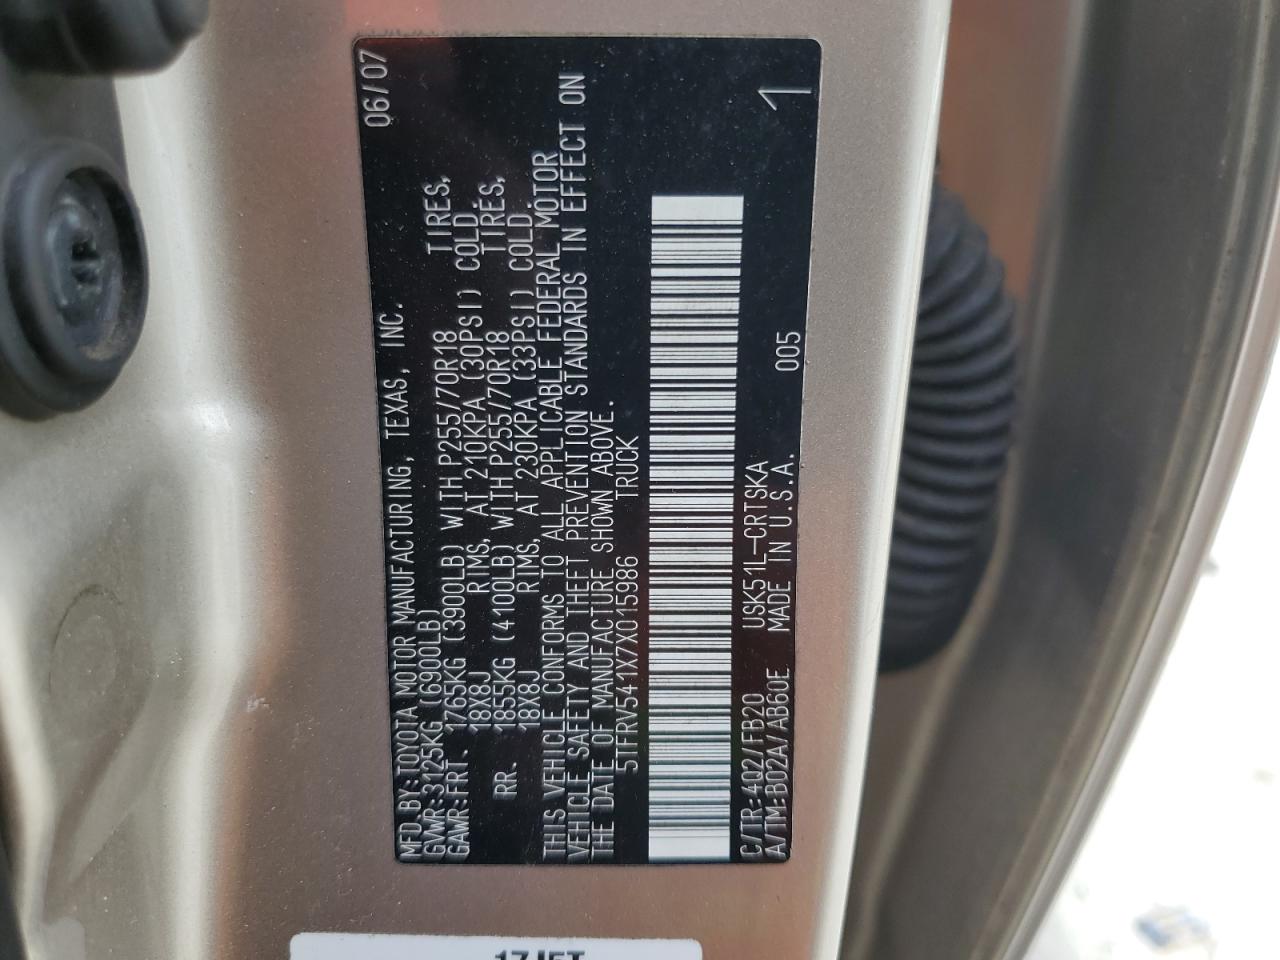 06/07
MFD.BY:TOYOTA MOTOR MANUFACTURING, TEXAS, INC.
GVWR:3125KG (6900LB)
GAWR:FRT. 1765KG (3900LB) WITH P255/70R18 TIRES,
18X8J RIMS, AT 210KPA (30PSI) COLD.
RR. 1855KG (4100LB) WITH P255/70R18 TIRES,
18X8J RIMS, AT 230KPA (33PSI) COLD.
THIS VEHICLE CONFORMS TO ALL APPLICABLE FEDERAL MOTOR
VEHICLE SAFETY AND THEFT PREVENTION STANDARDS IN EFFECT ON
THE DATE OF MANUFACTURE SHOWN ABOVE.
5TFRV541X7X015986 TRUCK
C/TR:4Q2/FB20 USK51L-CRTSKA 005
A/TM:B02A/AB60E MADE IN U.S.A.
1